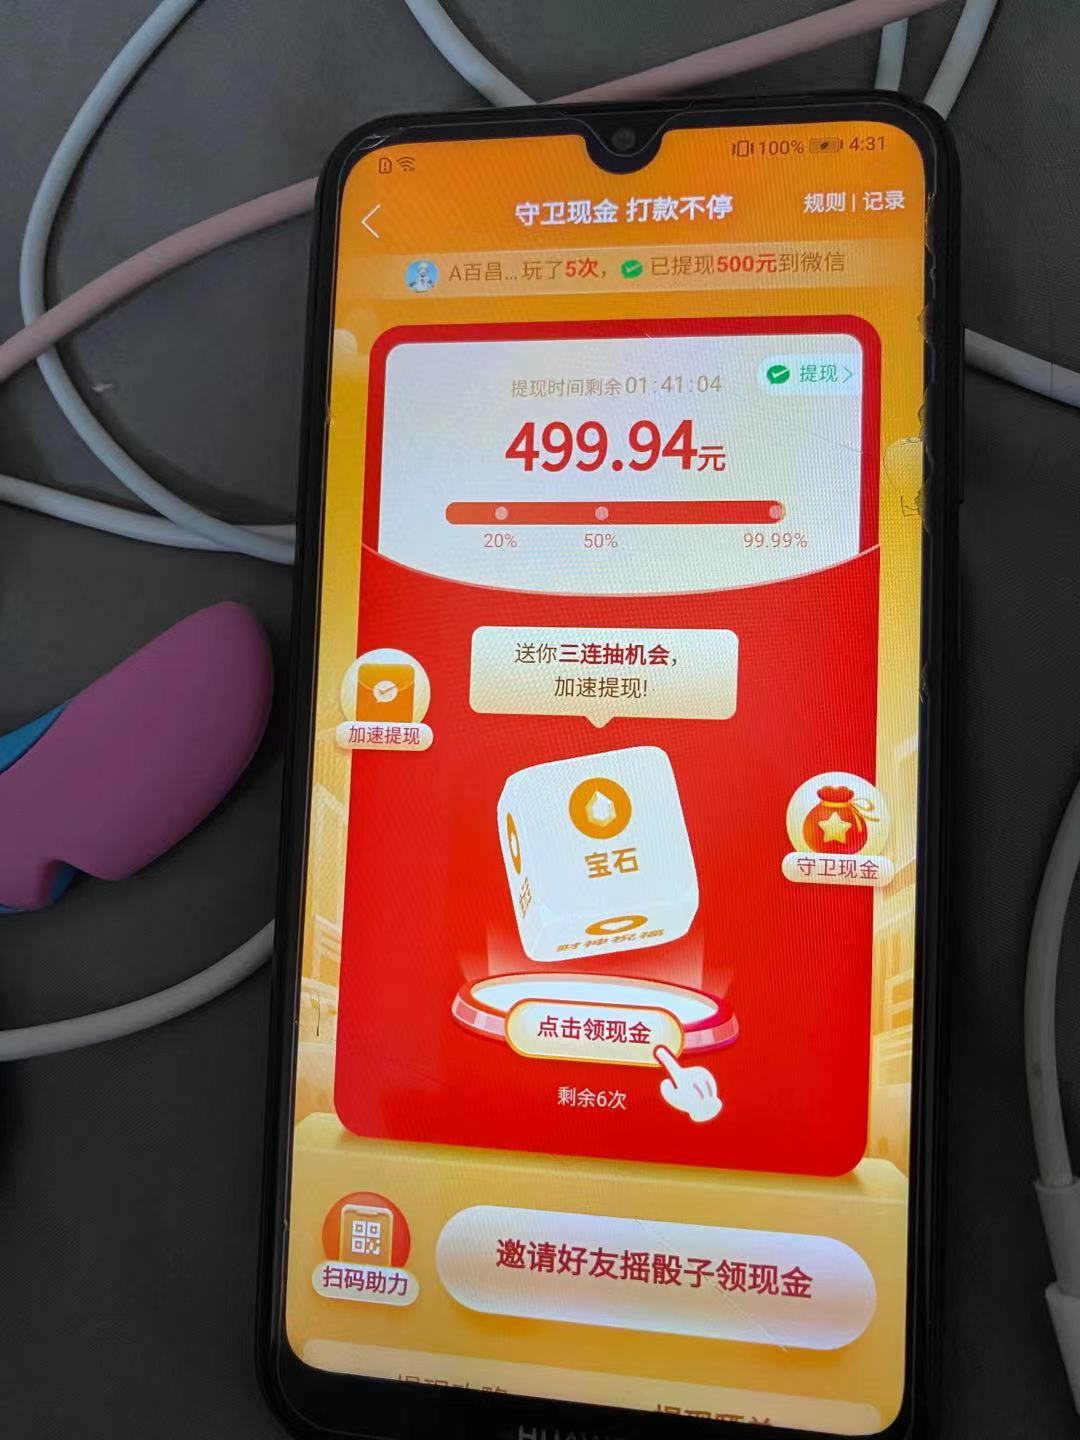 100% 4:31
守卫现金 打款不停
规则 | 记录
A百昌...玩了5次, 已提现500元到微信
提现 >
提现时间剩余01:41:04
499.94元
20% 50% 99.99%
送你三连抽机会,
加速提现!
加速提现
宝石
财神祝福
守卫现金
点击领现金
剩余6次
扫码助力
邀请好友摇骰子领现金